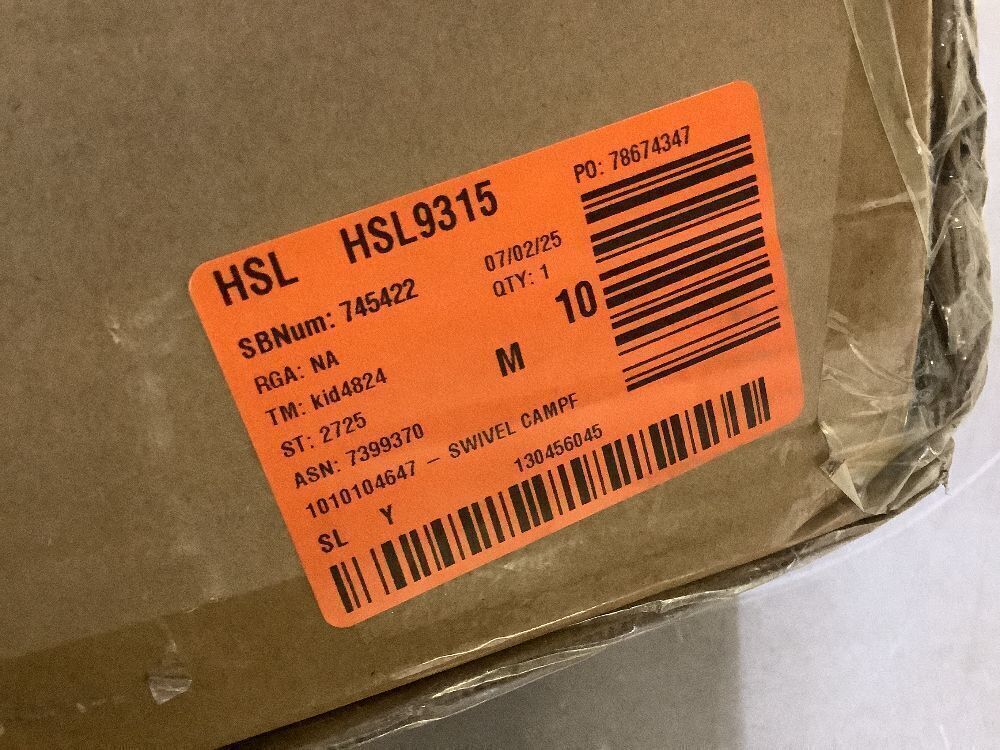 HSL HSL9315
PO: 78674347
SBNum: 745422
07/02/25
QTY: 1
RGA: NA
10
TM: kid4824
M
ST: 2725
ASN: 7399370
1010104647 – SWIVEL CAMPF
SL Y
130456045